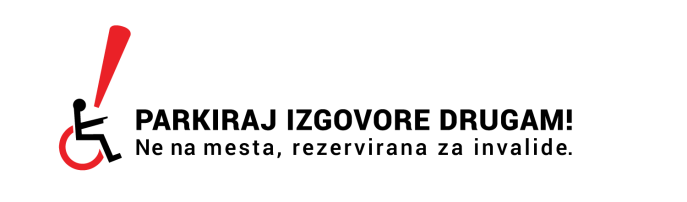 PARKIRAJ IZGOVORE DRUGAM!
Ne na mesta, rezervirana za invalide.